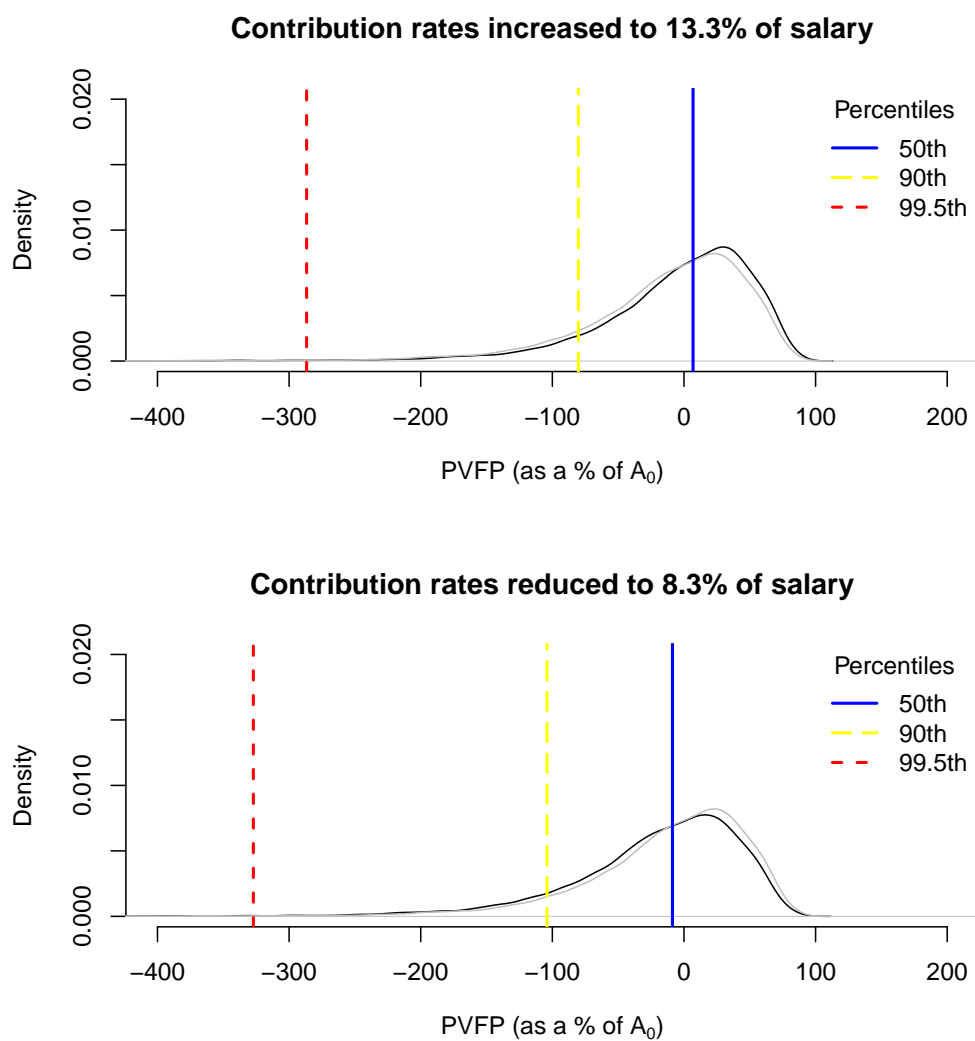 Contribution rates increased to 13.3% of salary
Density
0.020
0.010
0.000
Percentiles
50th
90th
99.5th
−400 −300 −200 −100 0 100 200
PVFP (as a % of A₀)
Contribution rates reduced to 8.3% of salary
Density
0.020
0.010
0.000
Percentiles
50th
90th
99.5th
−400 −300 −200 −100 0 100 200
PVFP (as a % of A₀)